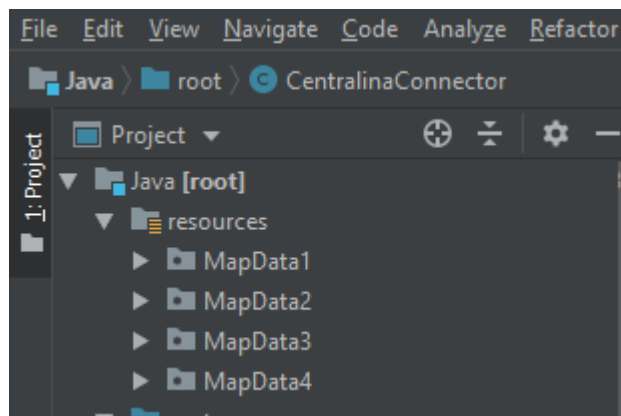 File Edit View Navigate Code Analyze Refactor
Java root CentralinaConnector
Project
1: Project
Java [root]
resources
MapData1
MapData2
MapData3
MapData4